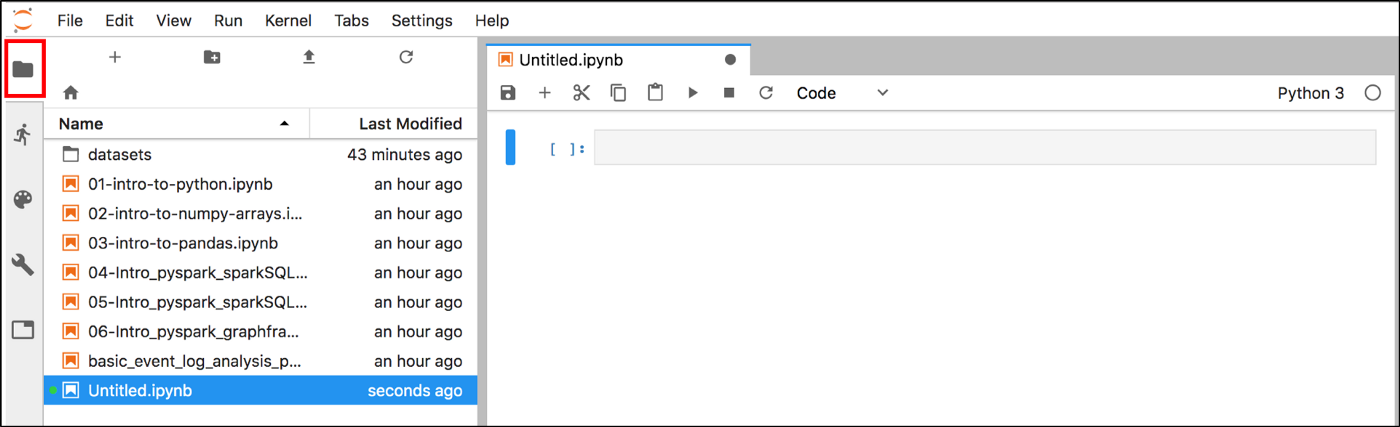 File Edit View Run Kernel Tabs Settings Help
Untitled.ipynb
Code Python 3
Name Last Modified
[ ]:
datasets 43 minutes ago
01-intro-to-python.ipynb an hour ago
02-intro-to-numpy-arrays.i... an hour ago
03-intro-to-pandas.ipynb an hour ago
04-Intro_pyspark_sparkSQL... an hour ago
05-Intro_pyspark_sparkSQL... an hour ago
06-Intro_pyspark_graphfra... an hour ago
basic_event_log_analysis_p... an hour ago
Untitled.ipynb seconds ago